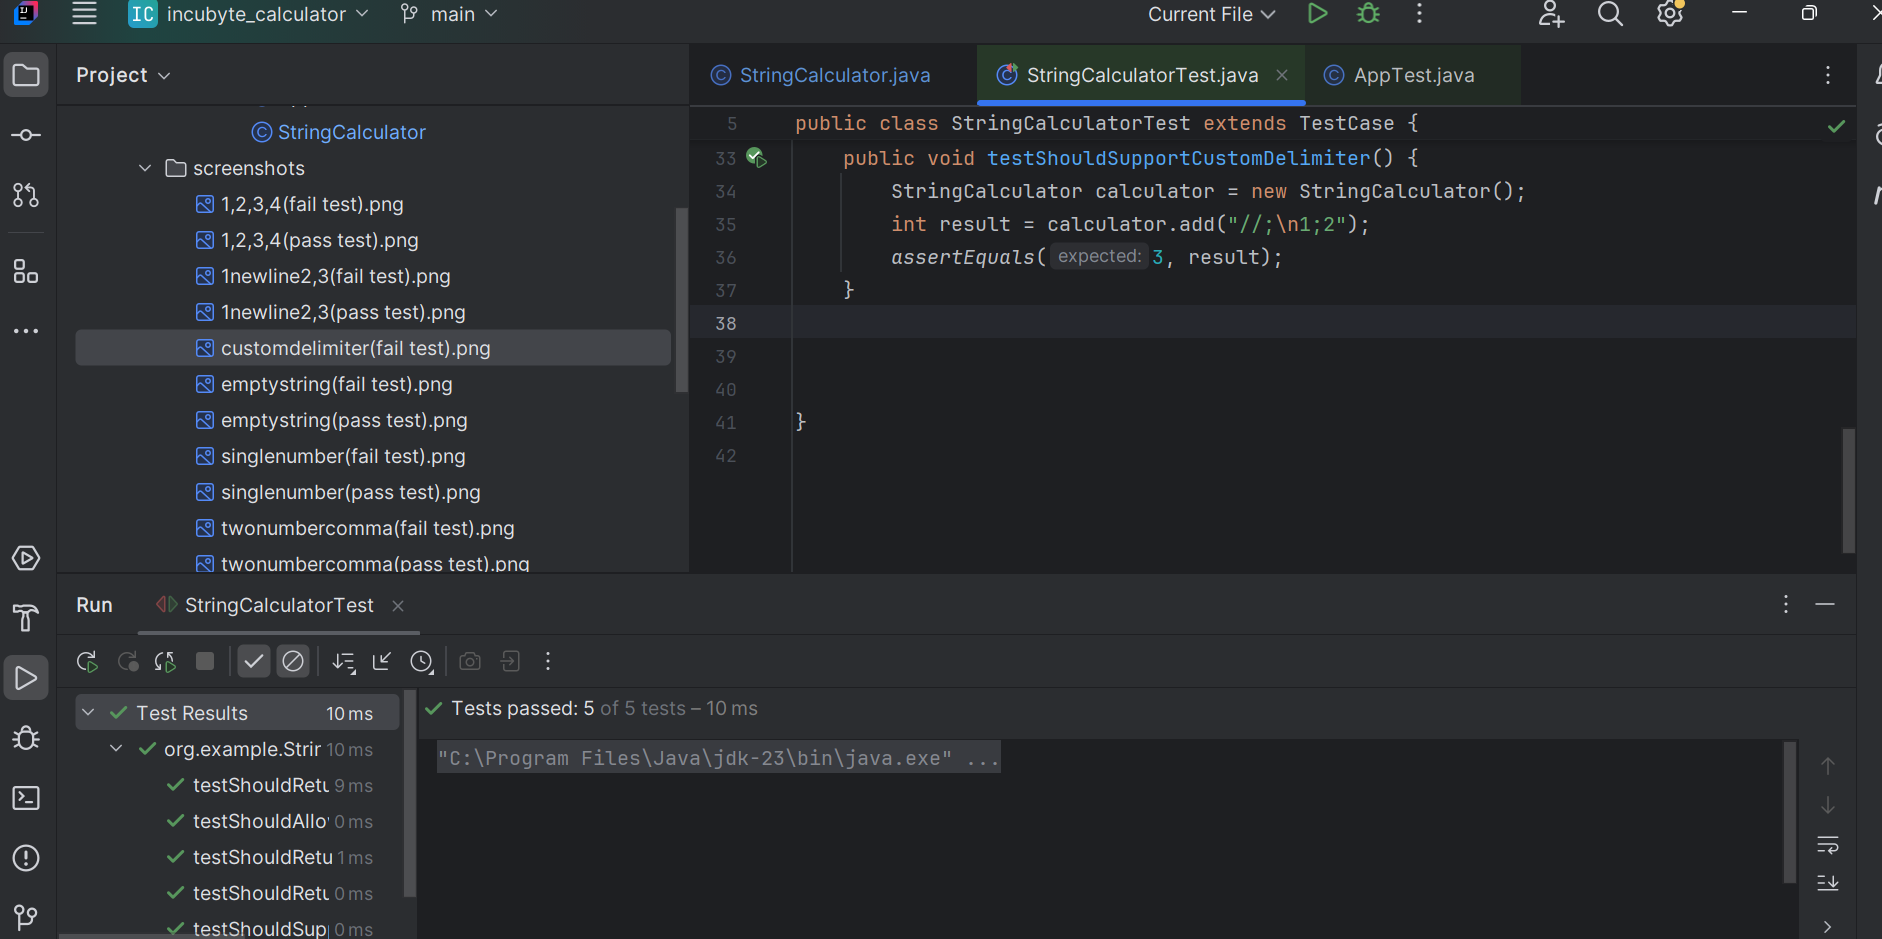 IC incubyte_calculator main Current File
Project
StringCalculator
screenshots
1,2,3,4(fail test).png
1,2,3,4(pass test).png
1newline2,3(fail test).png
1newline2,3(pass test).png
customdelimiter(fail test).png
emptystring(fail test).png
emptystring(pass test).png
singlenumber(fail test).png
singlenumber(pass test).png
twonumbercomma(fail test).png
twonumbercomma(pass test).png
StringCalculator.java StringCalculatorTest.java AppTest.java
5 public class StringCalculatorTest extends TestCase {
33 public void testShouldSupportCustomDelimiter() {
34 StringCalculator calculator = new StringCalculator();
35 int result = calculator.add("//;\n1;2");
36 assertEquals( expected: 3, result);
37 }
38
39
40
41 }
42
Run StringCalculatorTest
Test Results 10 ms
org.example.Strir 10 ms
testShouldRetu 9 ms
testShouldAllo 0 ms
testShouldRetu 1 ms
testShouldRetu 0 ms
testShouldSup 0 ms
Tests passed: 5 of 5 tests – 10 ms
"C:\Program Files\Java\jdk-23\bin\java.exe" ...